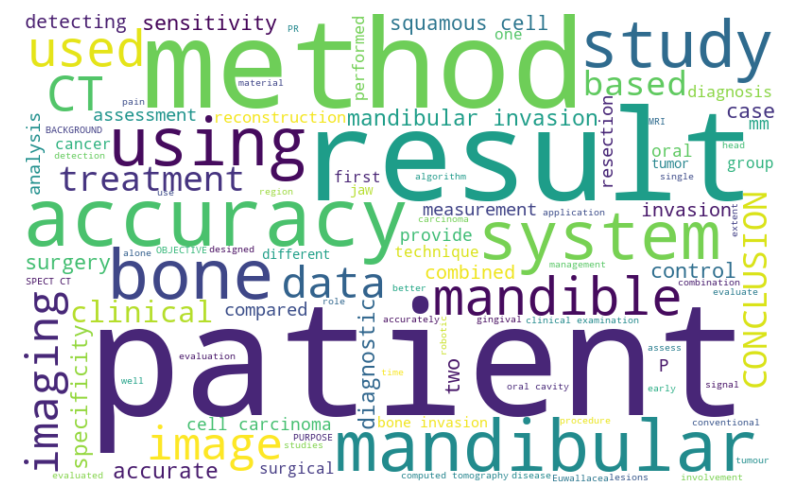 detecting
sensitivity
PR
squamous cell
one
used
method
study
CT
material
performed
based
diagnosis
pain
assessment
reconstruction
mandibular invasion
case
analysis
BACKGROUND
cancer
detection
using
result
resection
MRI
mm
oral
tumor
head
group
treatment
use
first
jaw
algorithm
single
region
accuracy
carcinoma
measurement
application
invasion
extent
provide
system
surgery
alone
OBJECTIVE
designed
different
technique
management
CONCLUSION
SPECT CT
bone
data
combined
better
control
combination
evaluate
imaging
clinical
compared
role
mandible
accurately
gingival
clinical examination
patient
specificity
evaluation
well
diagnostic
time
robotic
two
oral cavity
assess
P
early
signal
cell carcinoma
bone invasion
procedure
conventional
image
PURPOSE
studies
mandibular
tumour
evaluated
accurate
surgical
computed tomography
disease
Euwallacea
lesions
involvement